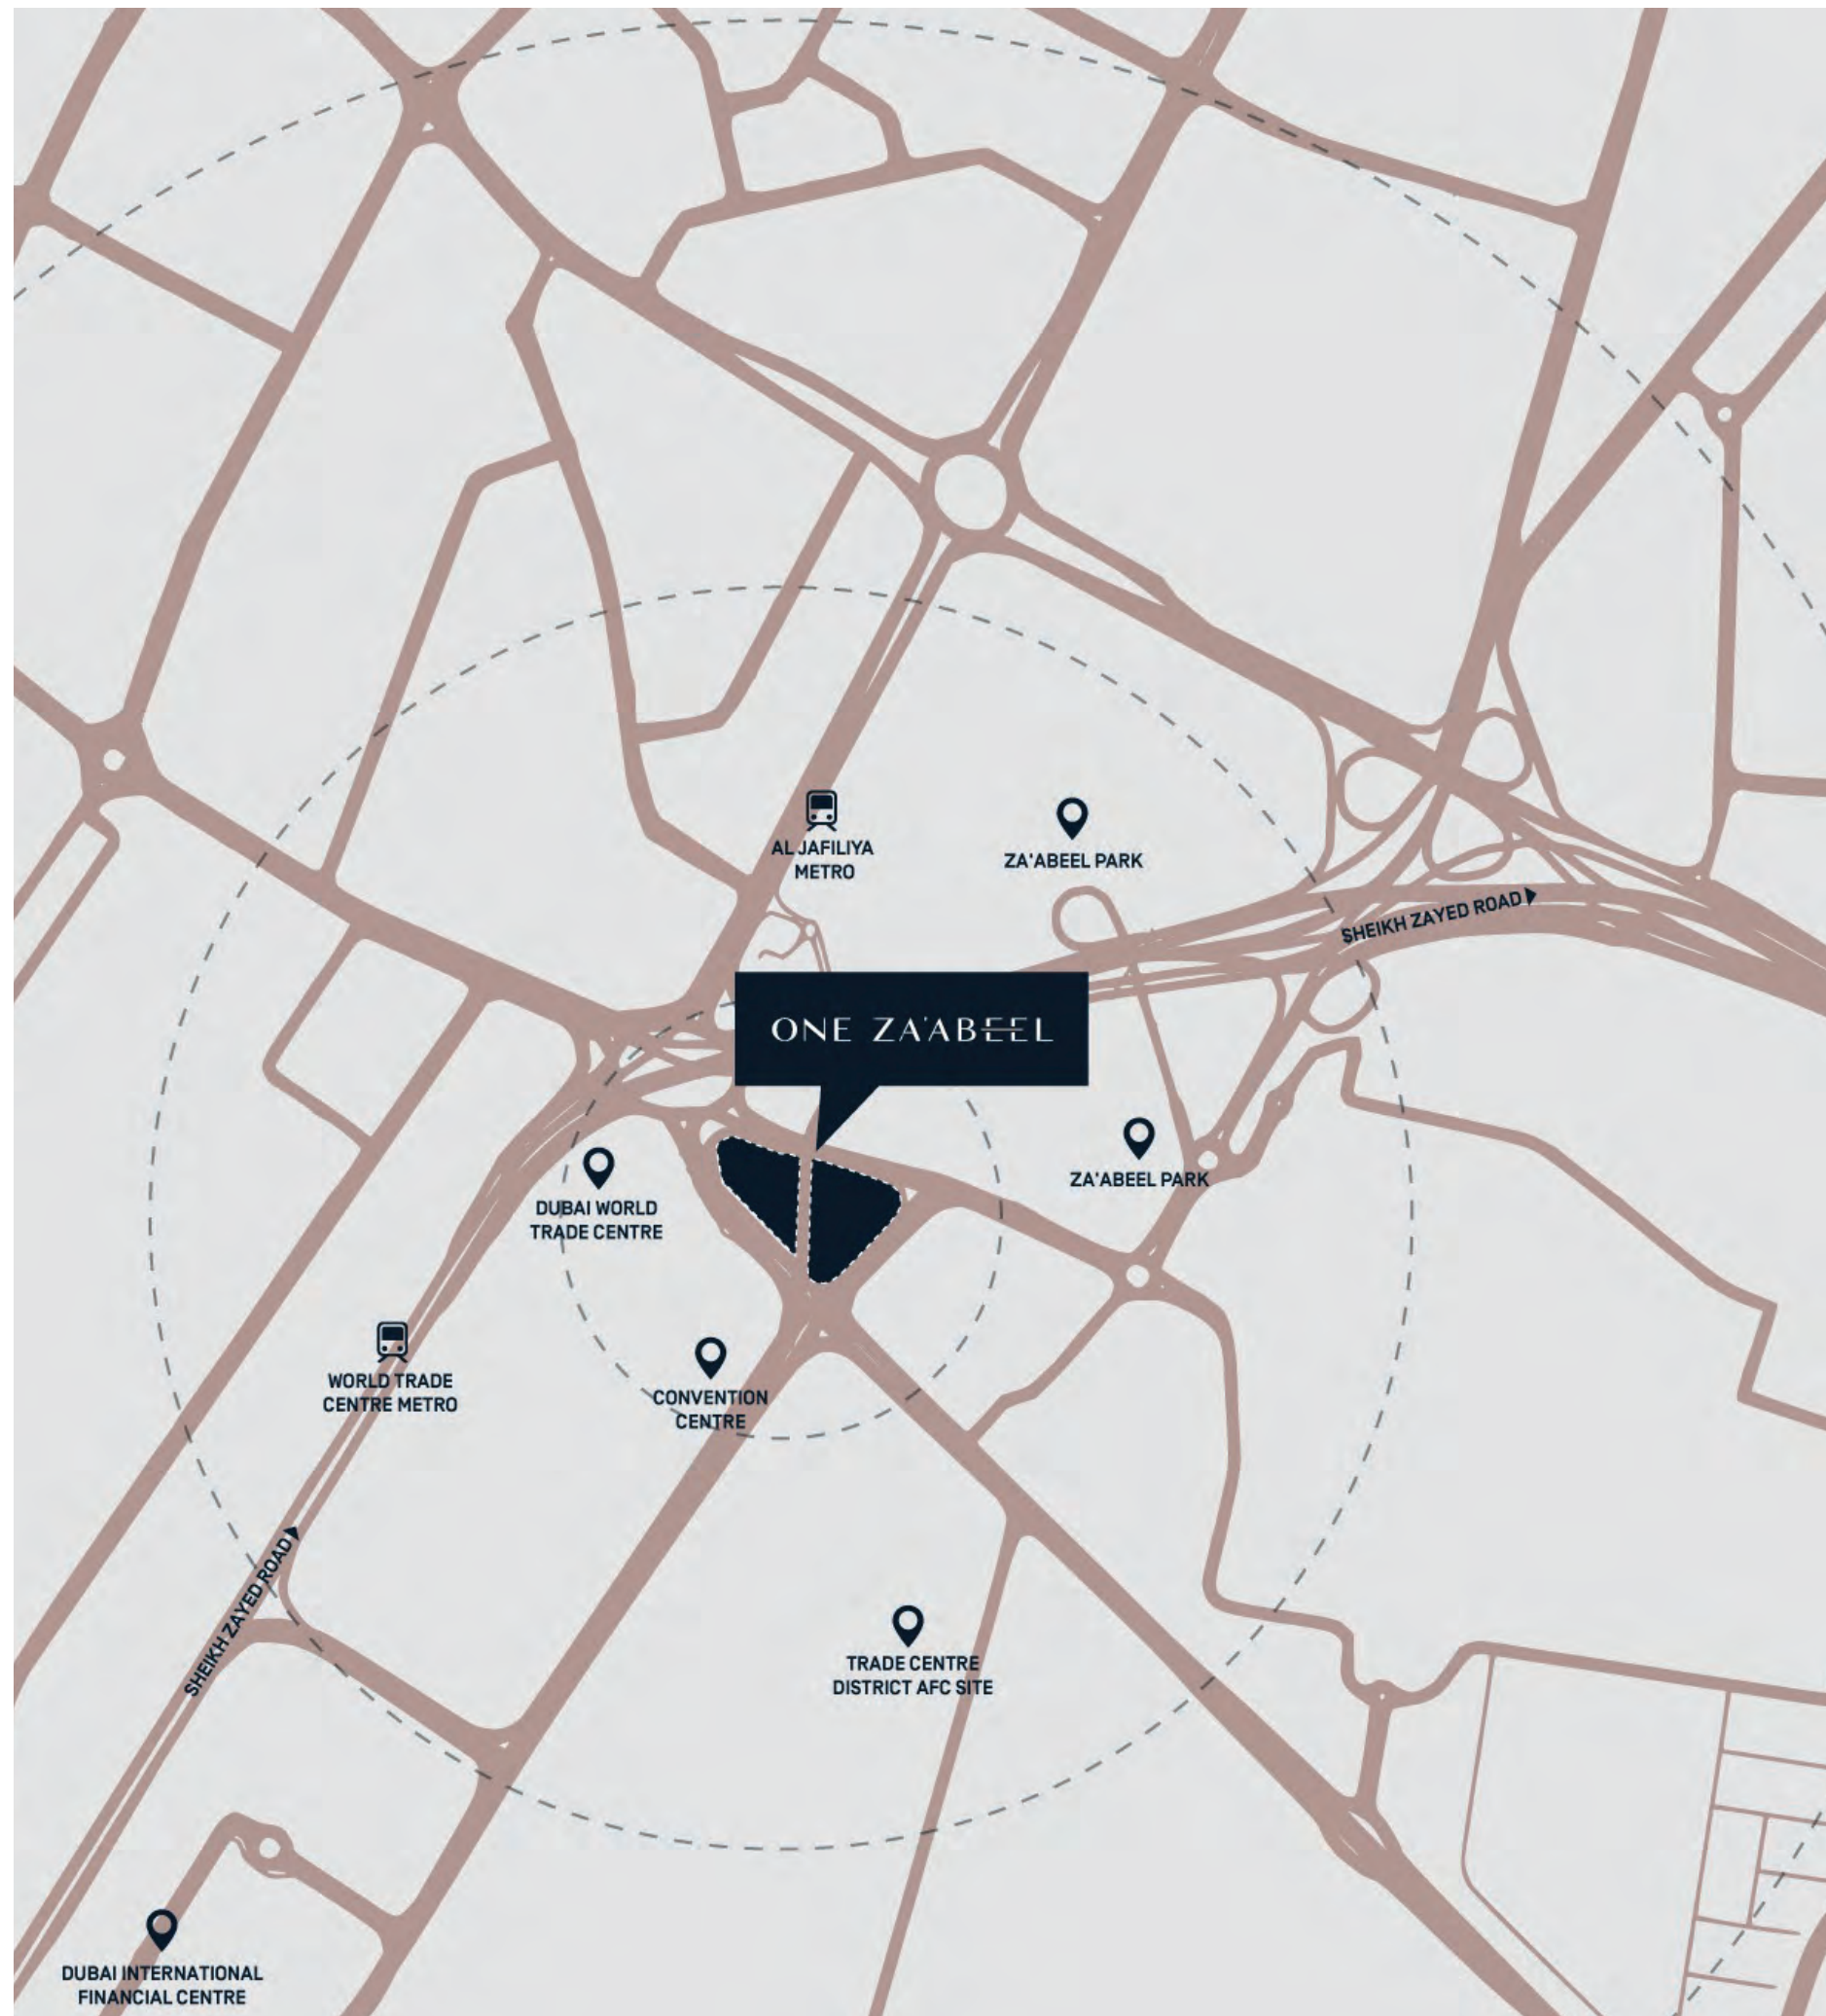 AL JAFILIYA
METRO
ZA'ABEEL PARK
SHEIKH ZAYED ROAD
ONE ZA'ABEEL
ZA'ABEEL PARK
DUBAI WORLD
TRADE CENTRE
WORLD TRADE
CENTRE METRO
CONVENTION
CENTRE
SHEIKH ZAYED ROAD
TRADE CENTRE
DISTRICT AFC SITE
DUBAI INTERNATIONAL
FINANCIAL CENTRE